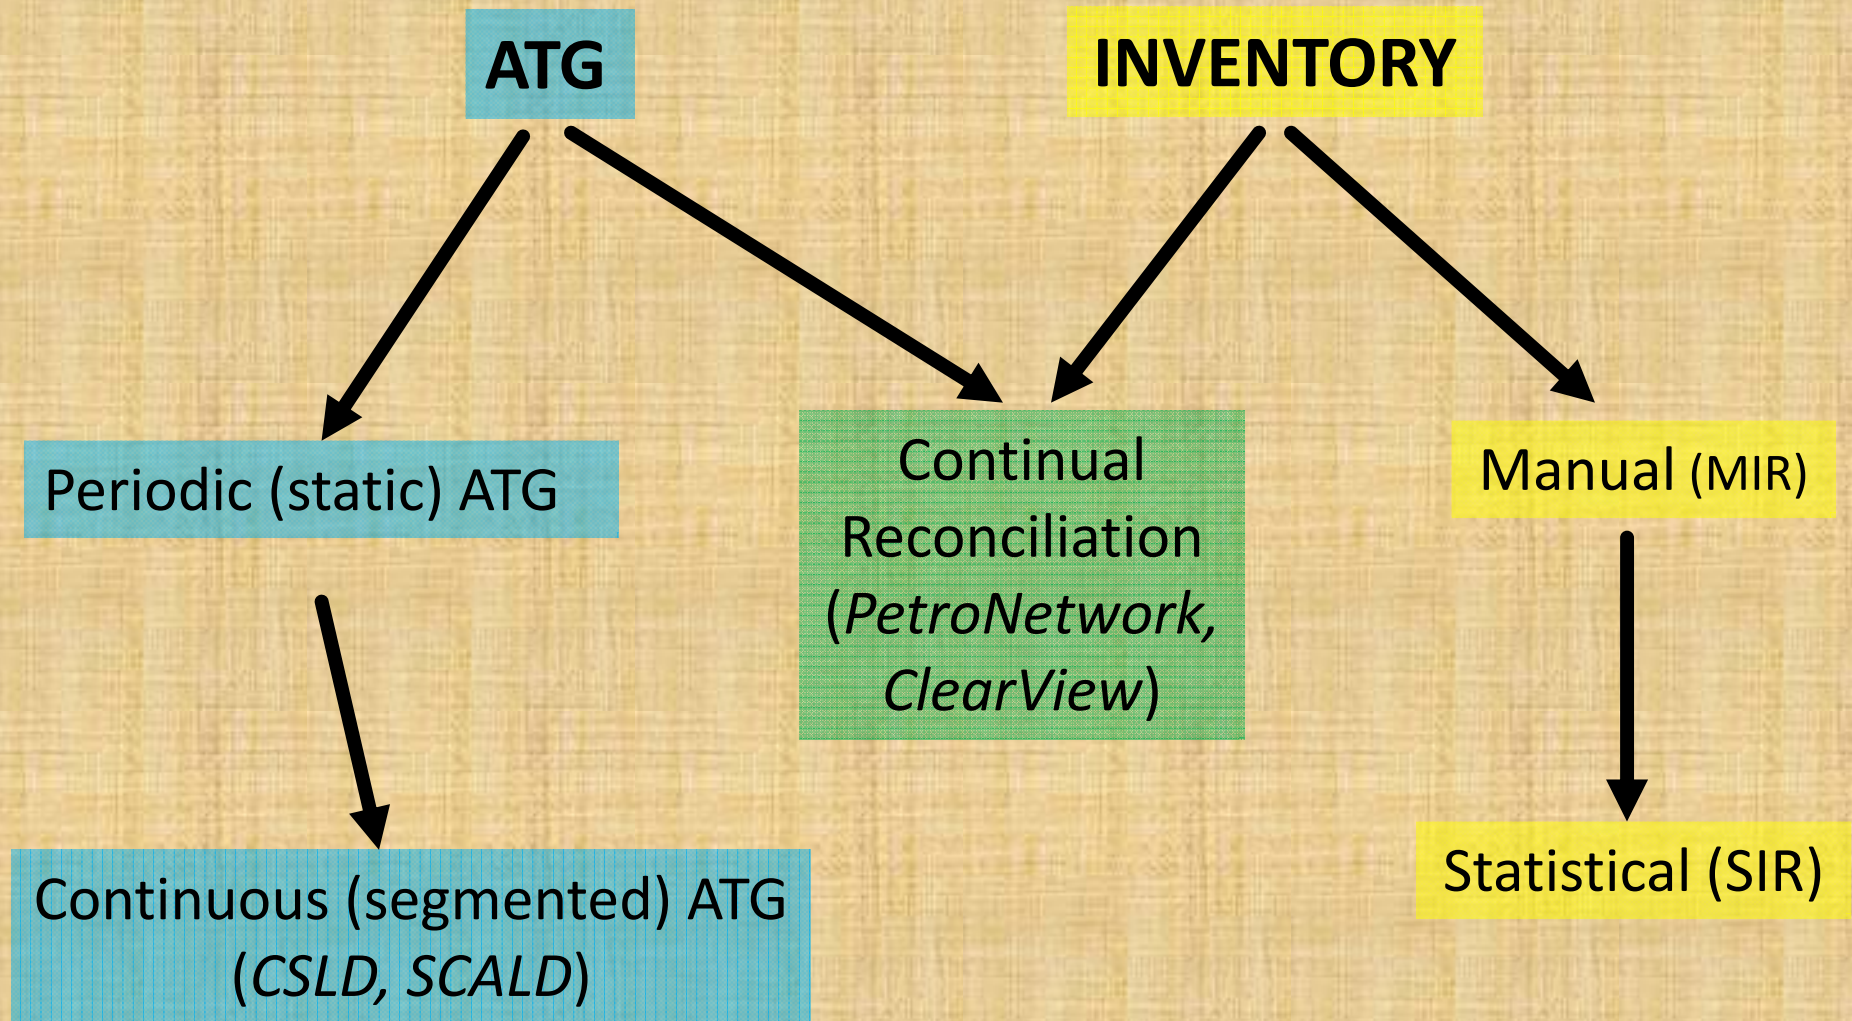 ATG
INVENTORY
Periodic (static) ATG
Continual
Reconciliation
(PetroNetwork,
ClearView)
Manual (MIR)
Continuous (segmented) ATG
(CSLD, SCALD)
Statistical (SIR)